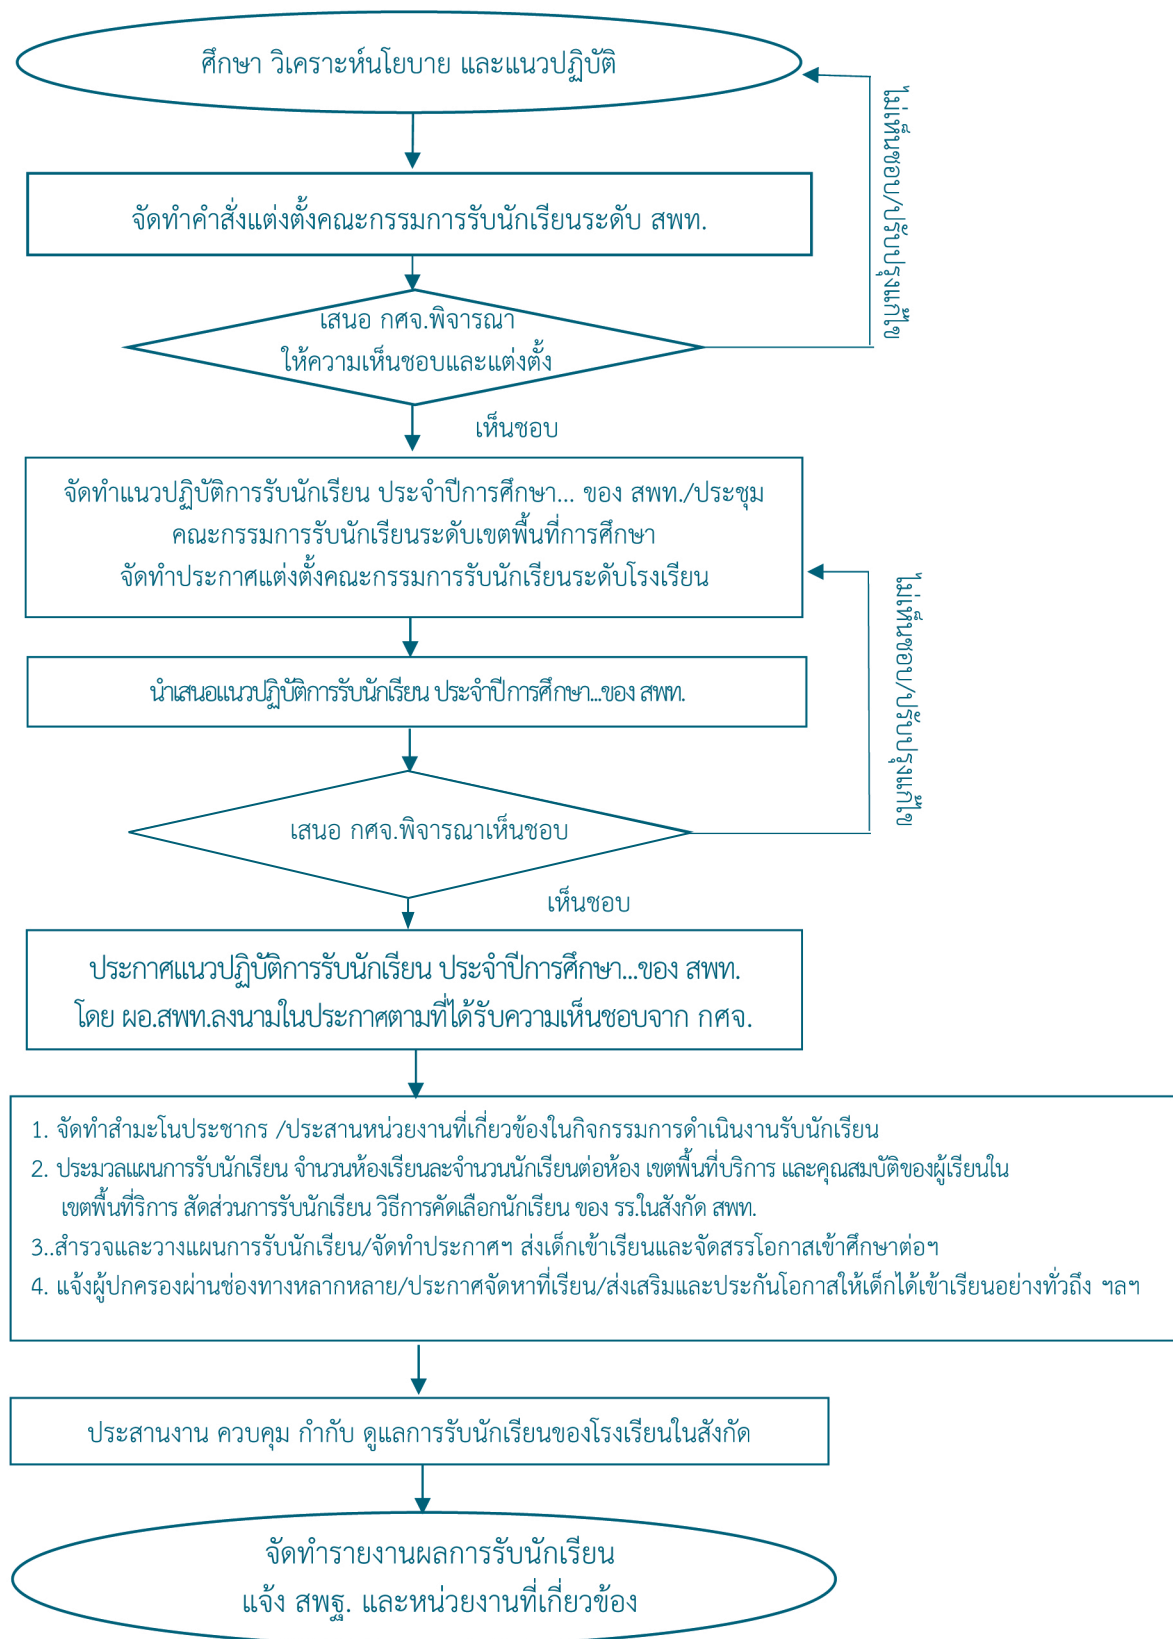 ศึกษา วิเคราะห์นโยบาย และแนวปฏิบัติ
ไม่เห็นชอบ/ปรับปรุงแก้ไข
จัดทำคำสั่งแต่งตั้งคณะกรรมการรับนักเรียนระดับ สพท.
เสนอ กศจ.พิจารณา
ให้ความเห็นชอบและแต่งตั้ง
เห็นชอบ
จัดทำแนวปฏิบัติการรับนักเรียน ประจำปีการศึกษา... ของ สพท./ประชุม
คณะกรรมการรับนักเรียนระดับเขตพื้นที่การศึกษา
จัดทำประกาศแต่งตั้งคณะกรรมการรับนักเรียนระดับโรงเรียน
ไม่เห็นชอบ/ปรับปรุงแก้ไข
นำเสนอแนวปฏิบัติการรับนักเรียน ประจำปีการศึกษา...ของ สพท.
เสนอ กศจ.พิจารณาเห็นชอบ
เห็นชอบ
ประกาศแนวปฏิบัติการรับนักเรียน ประจำปีการศึกษา...ของ สพท.
โดย ผอ.สพท.ลงนามในประกาศตามที่ได้รับความเห็นชอบจาก กศจ.
1. จัดทำสำมะโนประชากร /ประสานหน่วยงานที่เกี่ยวข้องในกิจกรรมการดำเนินงานรับนักเรียน
2. ประมวลแผนการรับนักเรียน จำนวนห้องเรียนละจำนวนนักเรียนต่อห้อง เขตพื้นที่บริการ และคุณสมบัติของผู้เรียนใน
เขตพื้นที่ริการ สัดส่วนการรับนักเรียน วิธีการคัดเลือกนักเรียน ของ รร.ในสังกัด สพท.
3..สำรวจและวางแผนการรับนักเรียน/จัดทำประกาศฯ ส่งเด็กเข้าเรียนและจัดสรรโอกาสเข้าศึกษาต่อฯ
4. แจ้งผู้ปกครองผ่านช่องทางหลากหลาย/ประกาศจัดหาที่เรียน/ส่งเสริมและประกันโอกาสให้เด็กได้เข้าเรียนอย่างทั่วถึง ฯลฯ
ประสานงาน ควบคุม กำกับ ดูแลการรับนักเรียนของโรงเรียนในสังกัด
จัดทำรายงานผลการรับนักเรียน
แจ้ง สพฐ. และหน่วยงานที่เกี่ยวข้อง